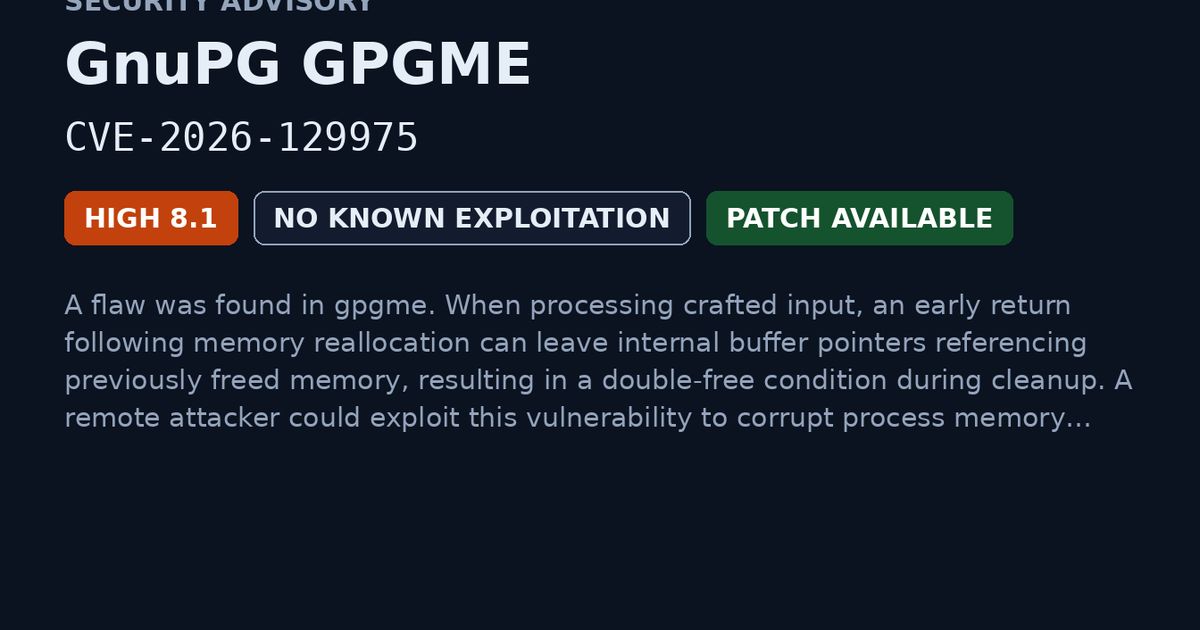 SECURITY ADVISORY
GnuPG GPGME
CVE-2026-129975
HIGH 8.1
NO KNOWN EXPLOITATION
PATCH AVAILABLE
A flaw was found in gpgme. When processing crafted input, an early return
following memory reallocation can leave internal buffer pointers referencing
previously freed memory, resulting in a double-free condition during cleanup. A
remote attacker could exploit this vulnerability to corrupt process memory...